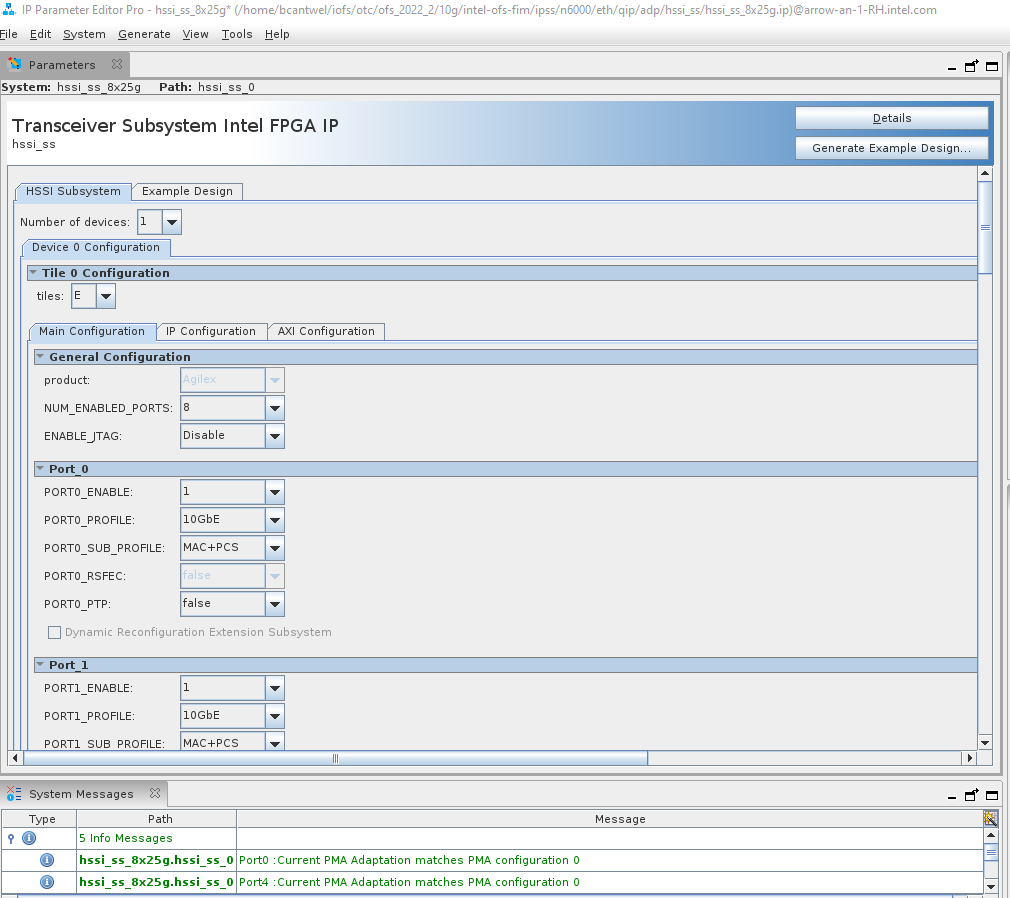 IP Parameter Editor Pro - hssi_ss_8x25g* (/home/bcantwel/iofs/otc/ofs_2022_2/10g/intel-ofs-fim/ipss/n6000/eth/qip/adp/hssi_ss/hssi_ss_8x25g.ip)@arrow-an-1-RH.intel.com
File Edit System Generate View Tools Help
Parameters
System: hssi_ss_8x25g Path: hssi_ss_0
Transceiver Subsystem Intel FPGA IP
hssi_ss
Details
Generate Example Design...
HSSI Subsystem Example Design
Number of devices: 1
Device 0 Configuration
Tile 0 Configuration
tiles: E
Main Configuration IP Configuration AXI Configuration
General Configuration
product: Agilex
NUM_ENABLED_PORTS: 8
ENABLE_JTAG: Disable
Port_0
PORT0_ENABLE: 1
PORT0_PROFILE: 10GbE
PORT0_SUB_PROFILE: MAC+PCS
PORT0_RSFEC: false
PORT0_PTP: false
Dynamic Reconfiguration Extension Subsystem
Port_1
PORT1_ENABLE: 1
PORT1_PROFILE: 10GbE
PORT1_SUB_PROFILE: MAC+PCS
System Messages
Type Path Message
5 Info Messages
hssi_ss_8x25g.hssi_ss_0 Port0 :Current PMA Adaptation matches PMA configuration 0
hssi_ss_8x25g.hssi_ss_0 Port4 :Current PMA Adaptation matches PMA configuration 0